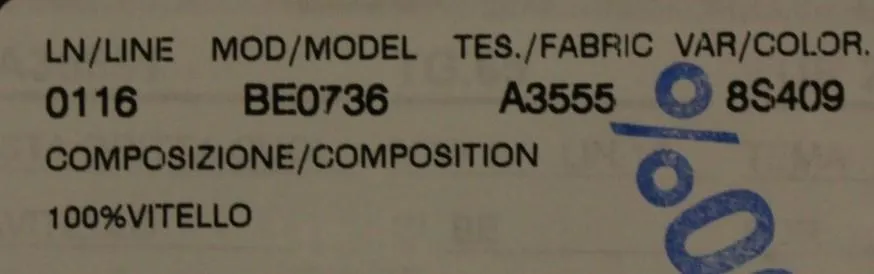 LN/LINE MOD/MODEL TES./FABRIC VAR/COLOR.
0116 BE0736 A3555 8S409
COMPOSIZIONE/COMPOSITION
100%VITELLO